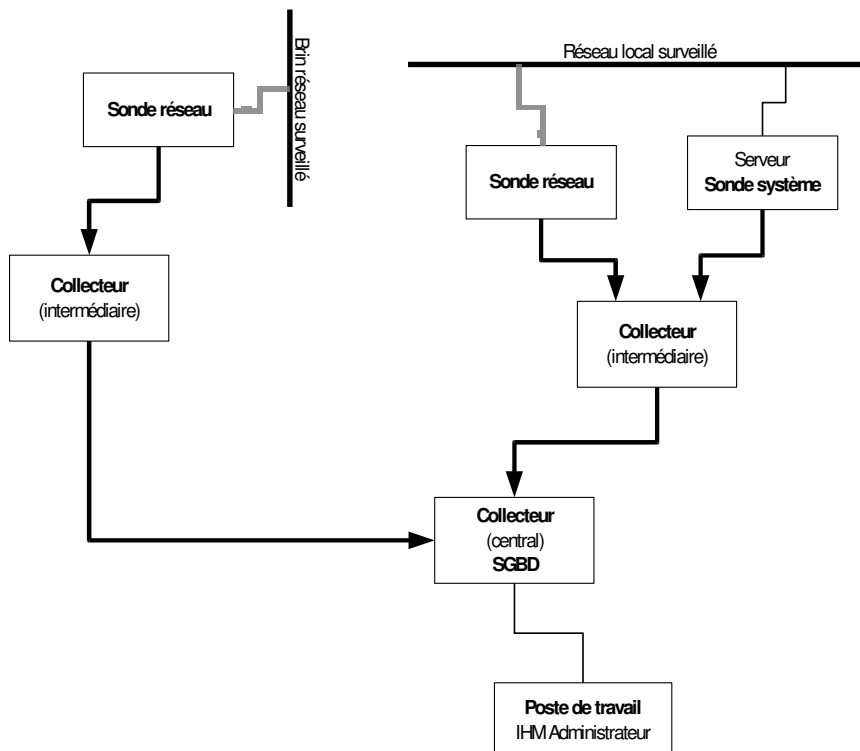 Brin réseau surveillé
Réseau local surveillé
Sonde réseau
Sonde réseau
Serveur
Sonde système
Collecteur
(intermédiaire)
Collecteur
(intermédiaire)
Collecteur
(central)
SGBD
Poste de travail
IHM Administrateur